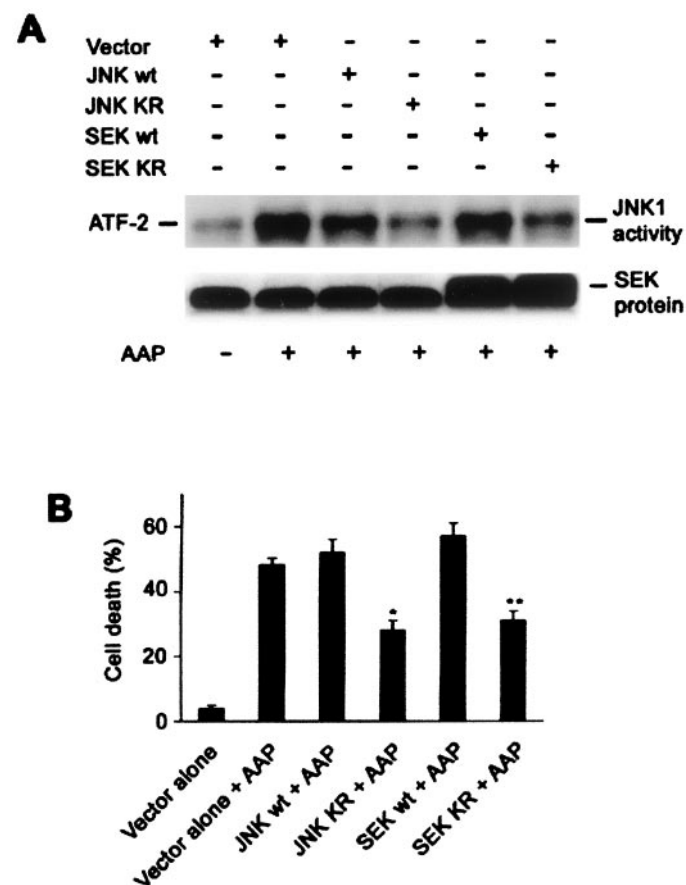 A
Vector + + - - - -
JNK wt - - + - - -
JNK KR - - - + - -
SEK wt - - - - + -
SEK KR - - - - - +
ATF-2 – – JNK1 activity
– SEK protein
AAP - + + + + +
B
Cell death (%)
60
40
20
0
* **
Vector alone
Vector alone + AAP
JNK wt + AAP
JNK KR + AAP
SEK wt + AAP
SEK KR + AAP